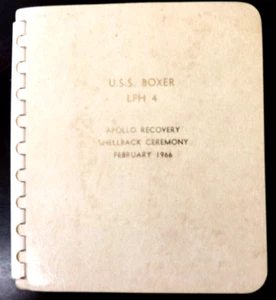 U.S.S. BOXER
LPH 4
APOLLO RECOVERY
SHELLBACK CEREMONY
FEBRUARY 1966